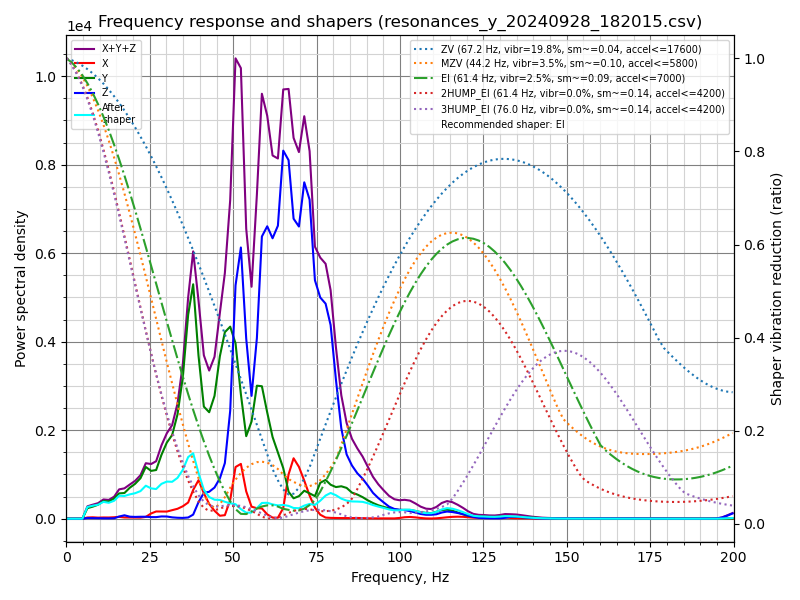 Frequency response and shapers (resonances_y_20240928_182015.csv)
1e4
X+Y+Z
X
Y
Z
After
shaper
ZV (67.2 Hz, vibr=19.8%, sm~=0.04, accel<=17600)
MZV (44.2 Hz, vibr=3.5%, sm~=0.10, accel<=5800)
EI (61.4 Hz, vibr=2.5%, sm~=0.09, accel<=7000)
2HUMP_EI (61.4 Hz, vibr=0.0%, sm~=0.14, accel<=4200)
3HUMP_EI (76.0 Hz, vibr=0.0%, sm~=0.14, accel<=4200)
Recommended shaper: EI
Power spectral density
1.0
0.8
0.6
0.4
0.2
0.0
1.0
0.8
0.6
0.4
0.2
0.0
Shaper vibration reduction (ratio)
0 25 50 75 100 125 150 175 200
Frequency, Hz